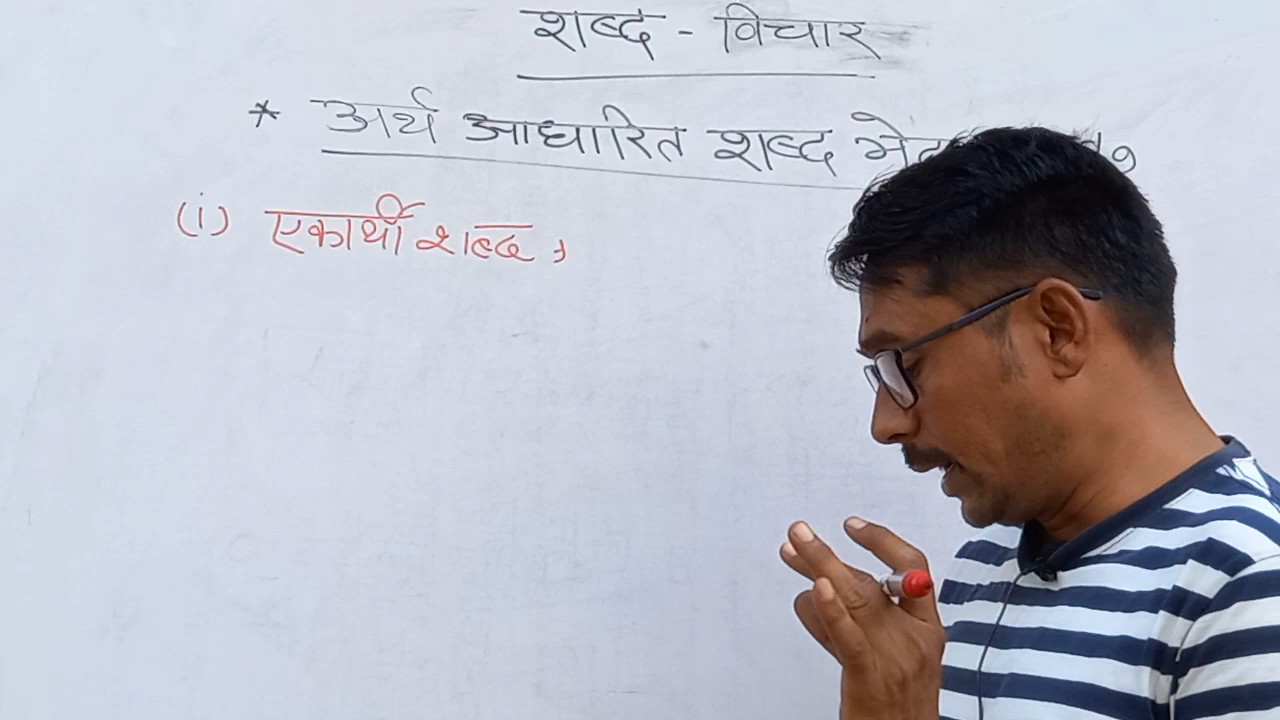 शब्द - विचार
* अर्थ आधारित शब्द
(i) एकार्थी शब्द,